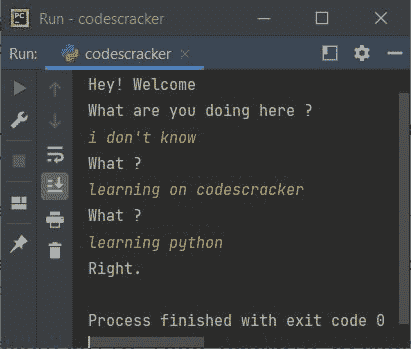 PC
Run - codescracker
Run: codescracker
Hey! Welcome
What are you doing here ?
i don't know
What ?
learning on codescracker
What ?
learning python
Right.
Process finished with exit code 0